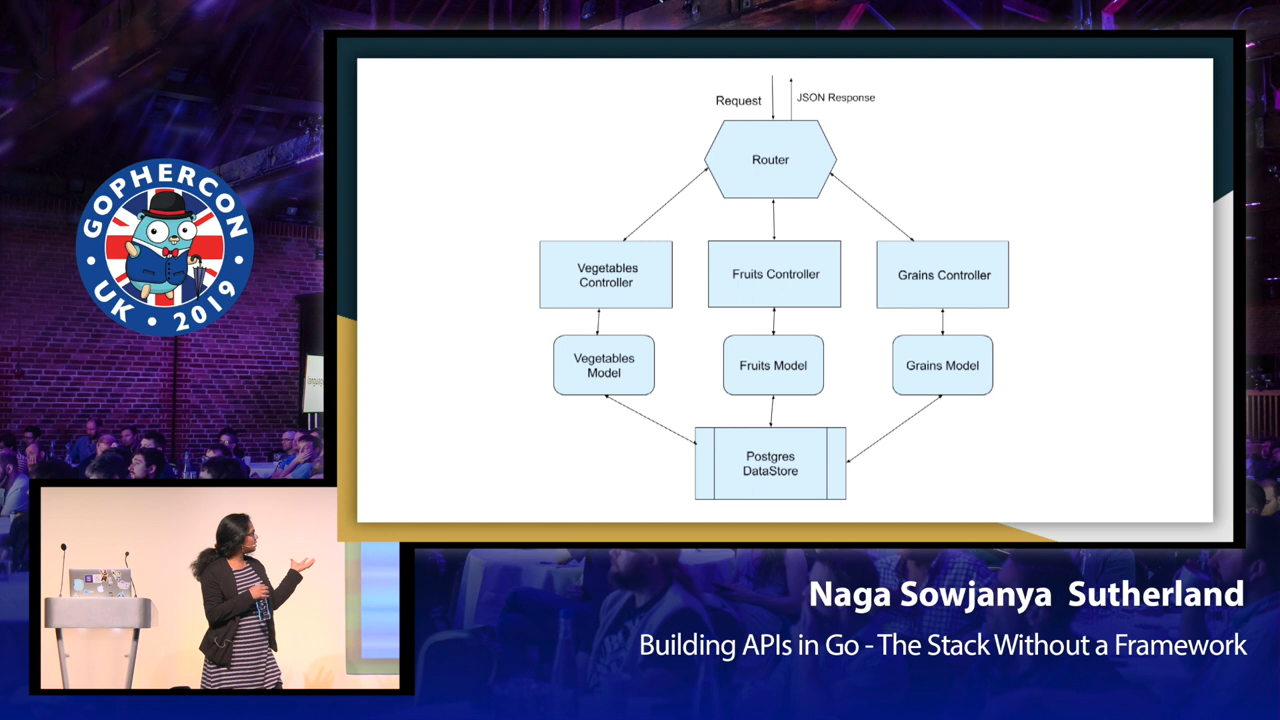 GOPHERCON
UK • 2019
Request
JSON Response
Router
Vegetables
Controller
Fruits Controller
Grains Controller
Vegetables
Model
Fruits Model
Grains Model
Postgres
DataStore
Naga Sowjanya Sutherland
Building APIs in Go - The Stack Without a Framework